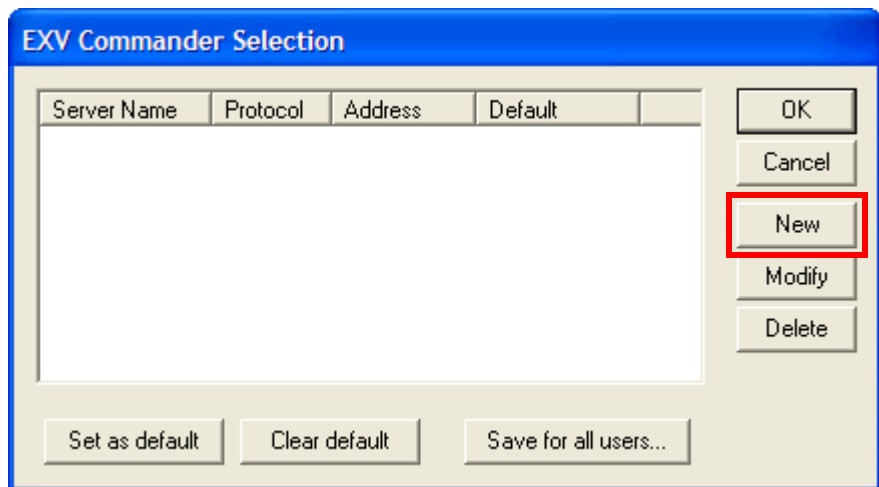 EXV Commander Selection
Server Name Protocol Address Default
OK
Cancel
New
Modify
Delete
Set as default Clear default Save for all users...